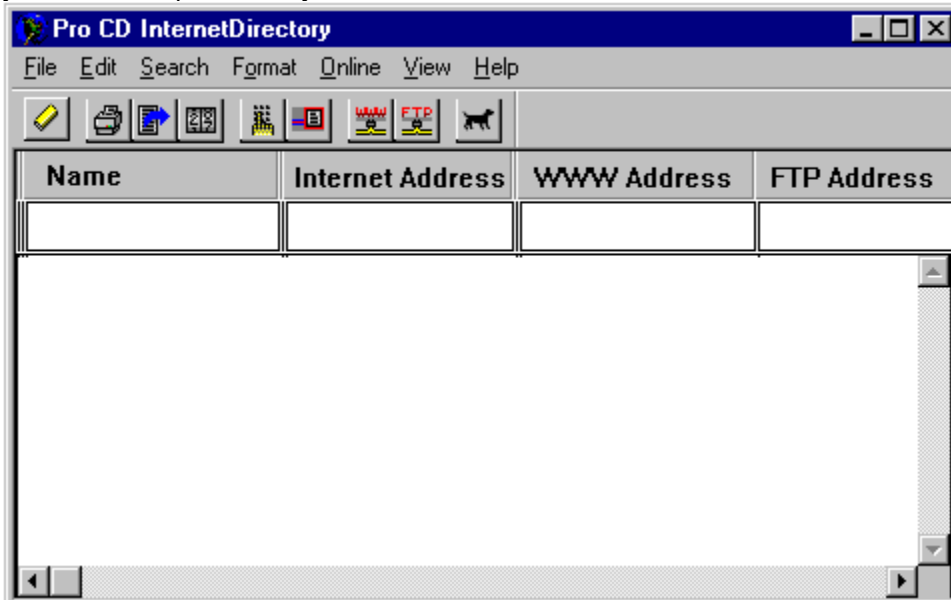 Pro CD InternetDirectory
File Edit Search Format Online View Help
WWW FTP
Name Internet Address WWW Address FTP Address